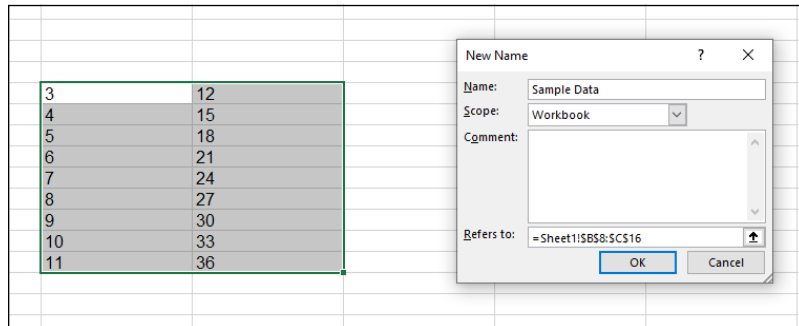 3 12
4 15
5 18
6 21
7 24
8 27
9 30
10 33
11 36
New Name ? ×
Name: Sample Data
Scope: Workbook
Comment:
Refers to: =Sheet1!$B$8:$C$16
OK Cancel